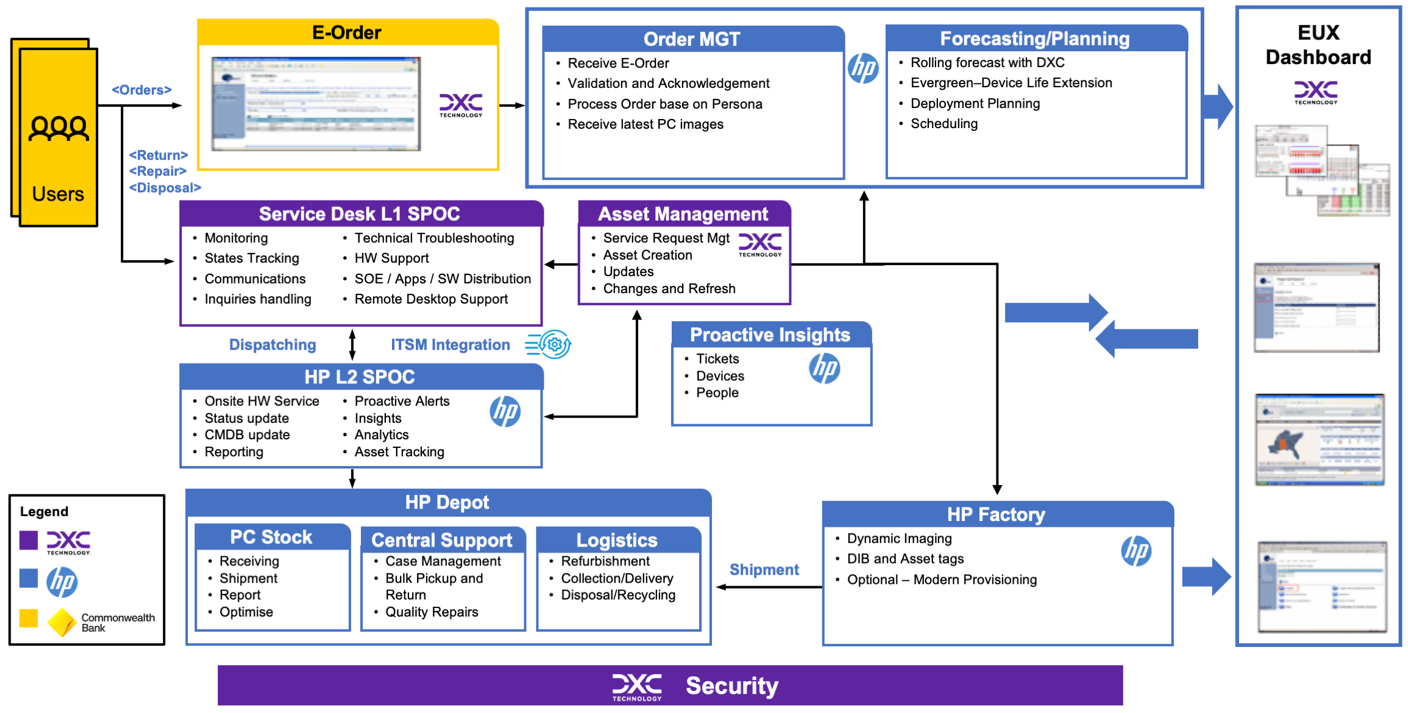 E-Order
<Orders>
DXC
TECHNOLOGY
Users
<Return>
<Repair>
<Disposal>
Order MGT
• Receive E-Order
• Validation and Acknowledgement
• Process Order base on Persona
• Receive latest PC images
hp
Forecasting/Planning
• Rolling forecast with DXC
• Evergreen–Device Life Extension
• Deployment Planning
• Scheduling
EUX
Dashboard
DXC
TECHNOLOGY
Service Desk L1 SPOC
• Monitoring
• States Tracking
• Communications
• Inquiries handling
• Technical Troubleshooting
• HW Support
• SOE / Apps / SW Distribution
• Remote Desktop Support
Asset Management
• Service Request Mgt
• Asset Creation
• Updates
• Changes and Refresh
DXC
TECHNOLOGY
Dispatching
ITSM Integration
Proactive Insights
• Tickets
• Devices
• People
hp
HP L2 SPOC
• Onsite HW Service
• Status update
• CMDB update
• Reporting
• Proactive Alerts
• Insights
• Analytics
• Asset Tracking
hp
HP Depot
PC Stock
• Receiving
• Shipment
• Report
• Optimise
Central Support
• Case Management
• Bulk Pickup and
Return
• Quality Repairs
Logistics
• Refurbishment
• Collection/Delivery
• Disposal/Recycling
Shipment
HP Factory
• Dynamic Imaging
• DIB and Asset tags
• Optional – Modern Provisioning
hp
Legend
DXC
TECHNOLOGY
hp
Commonwealth
Bank
DXC
TECHNOLOGY
Security